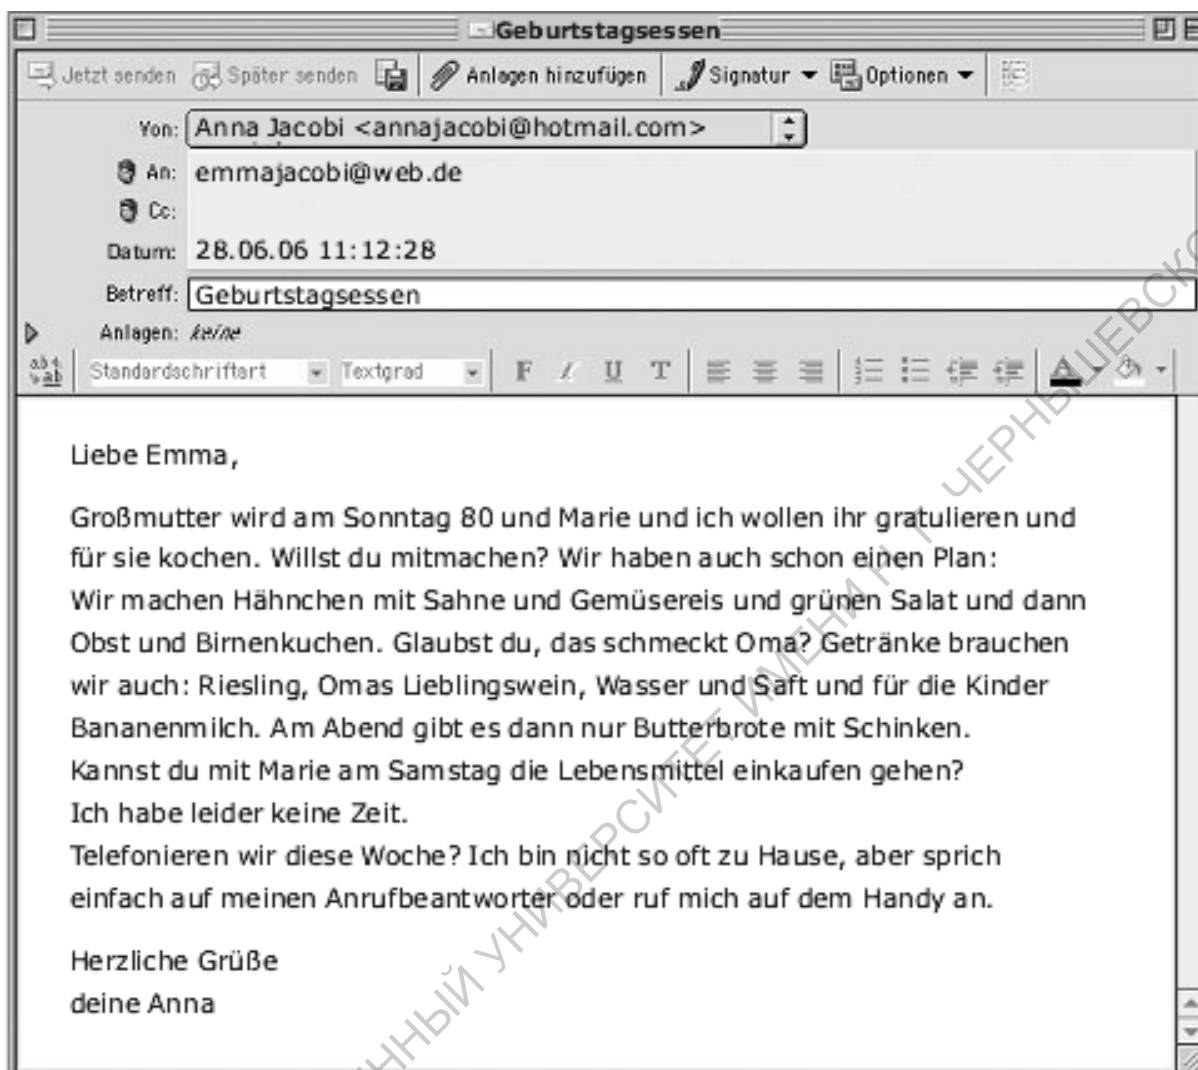 Geburtstagsessen
Jetzt senden Später senden Anlagen hinzufügen Signatur Optionen
Von: Anna Jacobi <annajacobi@hotmail.com>
An: emmajacobi@web.de
Cc:
Datum: 28.06.06 11:12:28
Betreff: Geburtstagsessen
Anlagen: keine
Standardschriftart Textgrad F K U T
Liebe Emma,
Großmutter wird am Sonntag 80 und Marie und ich wollen ihr gratulieren und
für sie kochen. Willst du mitmachen? Wir haben auch schon einen Plan:
Wir machen Hähnchen mit Sahne und Gemüsereis und grünen Salat und dann
Obst und Birnenkuchen. Glaubst du, das schmeckt Oma? Getränke brauchen
wir auch: Riesling, Omas Lieblingswein, Wasser und Saft und für die Kinder
Bananenmilch. Am Abend gibt es dann nur Butterbrote mit Schinken.
Kannst du mit Marie am Samstag die Lebensmittel einkaufen gehen?
Ich habe leider keine Zeit.
Telefonieren wir diese Woche? Ich bin nicht so oft zu Hause, aber sprich
einfach auf meinen Anrufbeantworter oder ruf mich auf dem Handy an.
Herzliche Grüße
deine Anna
УНИВЕРСИТЕТ ИМЕНИ Н. Г. ЧЕРНЫШЕВСКО